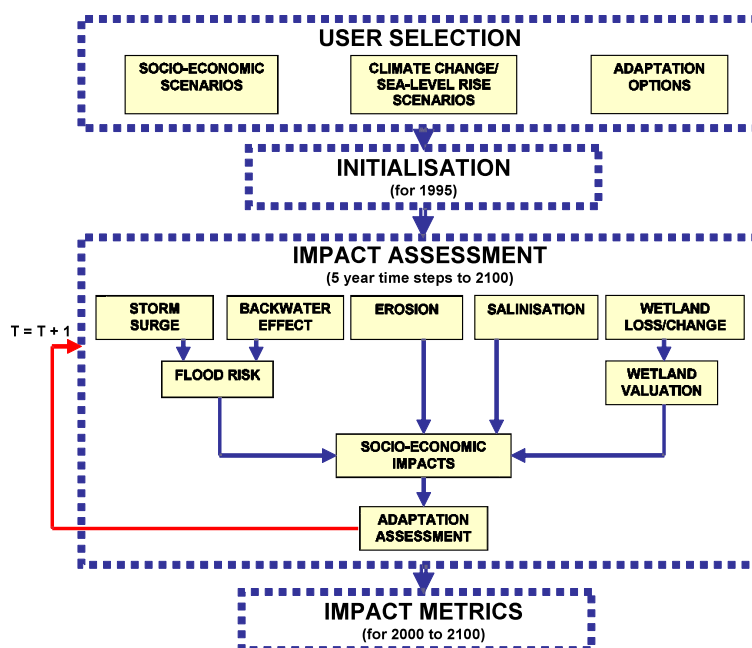 USER SELECTION
SOCIO-ECONOMIC
SCENARIOS
CLIMATE CHANGE/
SEA-LEVEL RISE
SCENARIOS
ADAPTATION
OPTIONS
INITIALISATION
(for 1995)
IMPACT ASSESSMENT
(5 year time steps to 2100)
STORM
SURGE
BACKWATER
EFFECT
EROSION
SALINISATION
WETLAND
LOSS/CHANGE
T = T + 1
FLOOD RISK
WETLAND
VALUATION
SOCIO-ECONOMIC
IMPACTS
ADAPTATION
ASSESSMENT
IMPACT METRICS
(for 2000 to 2100)